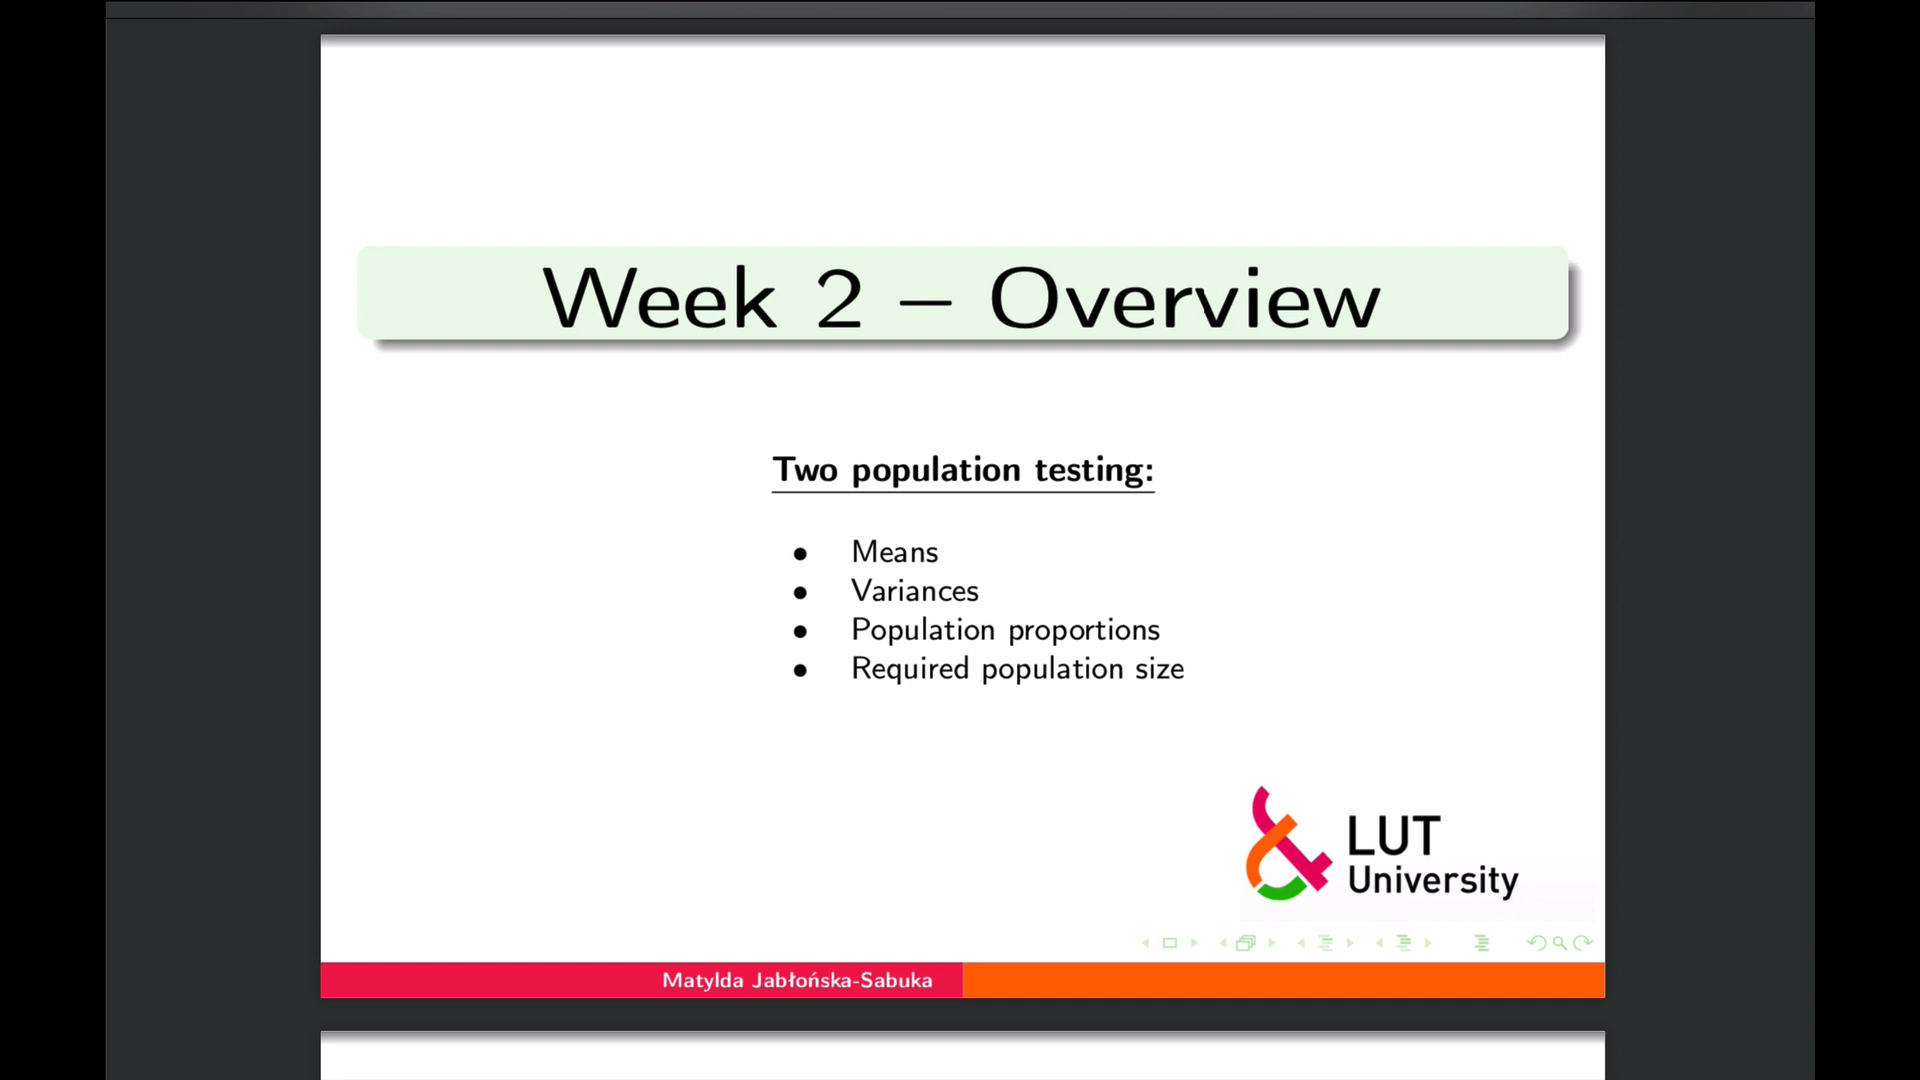 Week 2 – Overview
Two population testing:
• Means
• Variances
• Population proportions
• Required population size
LUT
University
Matylda Jabłońska-Sabuka